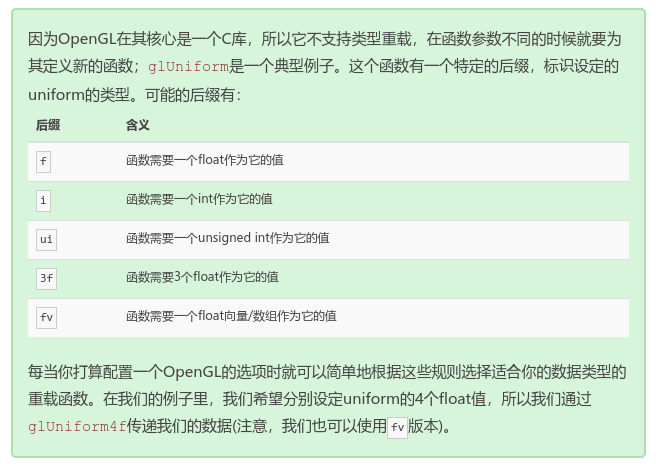 因为OpenGL在其核心是一个C库，所以它不支持类型重载，在函数参数不同的时候就要为
其定义新的函数；glUniform是一个典型例子。这个函数有一个特定的后缀，标识设定的
uniform的类型。可能的后缀有：
后缀 含义
f 函数需要一个float作为它的值
i 函数需要一个int作为它的值
ui 函数需要一个unsigned int作为它的值
3f 函数需要3个float作为它的值
fv 函数需要一个float向量/数组作为它的值
每当你打算配置一个OpenGL的选项时就可以简单地根据这些规则选择适合你的数据类型的
重载函数。在我们的例子里，我们希望分别设定uniform的4个float值，所以我们通过
glUniform4f传递我们的数据(注意，我们也可以使用fv版本)。